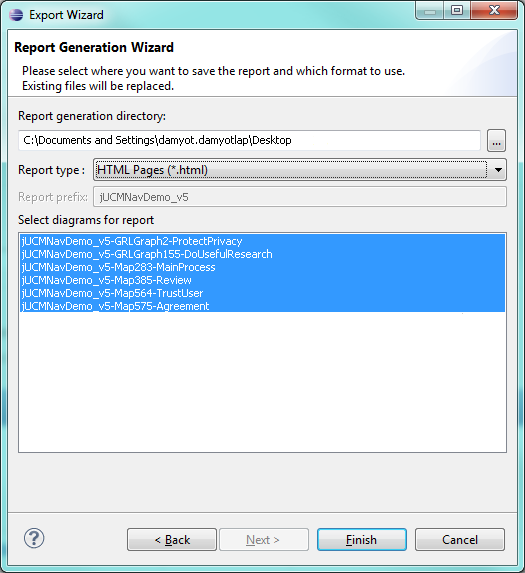 Export Wizard
Report Generation Wizard
Please select where you want to save the report and which format to use.
Existing files will be replaced.
Report generation directory:
C:\Documents and Settings\damyot.damyotlap\Desktop
...
Report type : HTML Pages (*.html)
Report prefix: jUCMNavDemo_v5
Select diagrams for report
jUCMNavDemo_v5-GRLGraph2-ProtectPrivacy
jUCMNavDemo_v5-GRLGraph155-DoUsefulResearch
jUCMNavDemo_v5-Map283-MainProcess
jUCMNavDemo_v5-Map385-Review
jUCMNavDemo_v5-Map564-TrustUser
jUCMNavDemo_v5-Map575-Agreement
? < Back Next > Finish Cancel